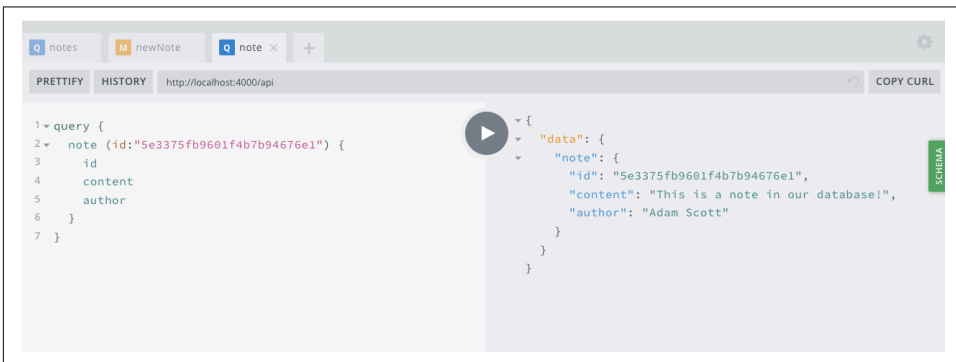 Q notes M newNote Q note × +
PRETTIFY HISTORY http://localhost:4000/api COPY CURL
1 query {
2 note (id:"5e3375fb9601f4b7b94676e1") {
3 id
4 content
5 author
6 }
7 }
{
"data": {
"note": {
"id": "5e3375fb9601f4b7b94676e1",
"content": "This is a note in our database!",
"author": "Adam Scott"
}
}
}
SCHEMA